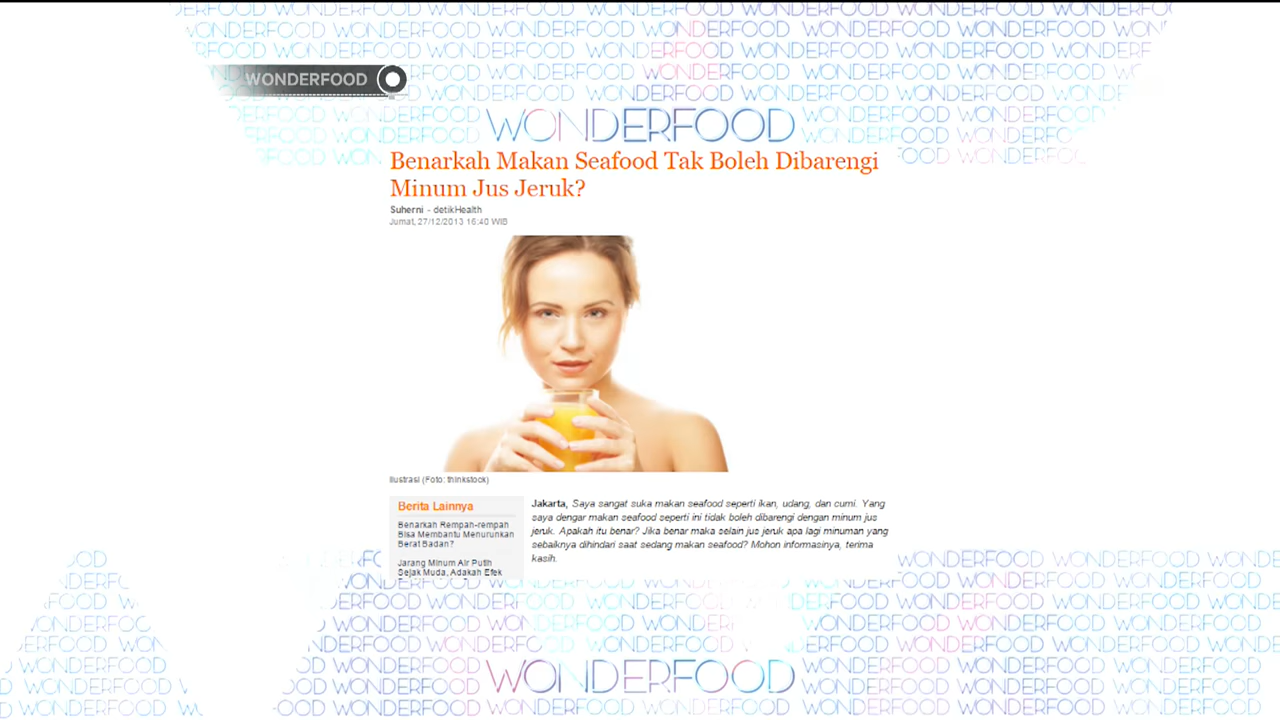 WONDERFOOD
WONDERFOOD
Benarkah Makan Seafood Tak Boleh Dibarengi
Minum Jus Jeruk?
Suherni - detikHealth
Jumat, 27/12/2013 16:40 WIB
Ilustrasi (Foto: thinkstock)
Berita Lainnya
Benarkah Rempah-rempah
Bisa Membantu Menurunkan
Berat Badan?
Jarang Minum Air Putih
Sejak Muda, Adakah Efek
Jakarta, Saya sangat suka makan seafood seperti ikan, udang, dan cumi. Yang
saya dengar makan seafood seperti ini tidak boleh dibarengi dengan minum jus
jeruk. Apakah itu benar? Jika benar maka selain jus jeruk apa lagi minuman yang
sebaiknya dihindari saat sedang makan seafood? Mohon informasinya, terima
kasih.
WONDERFOOD